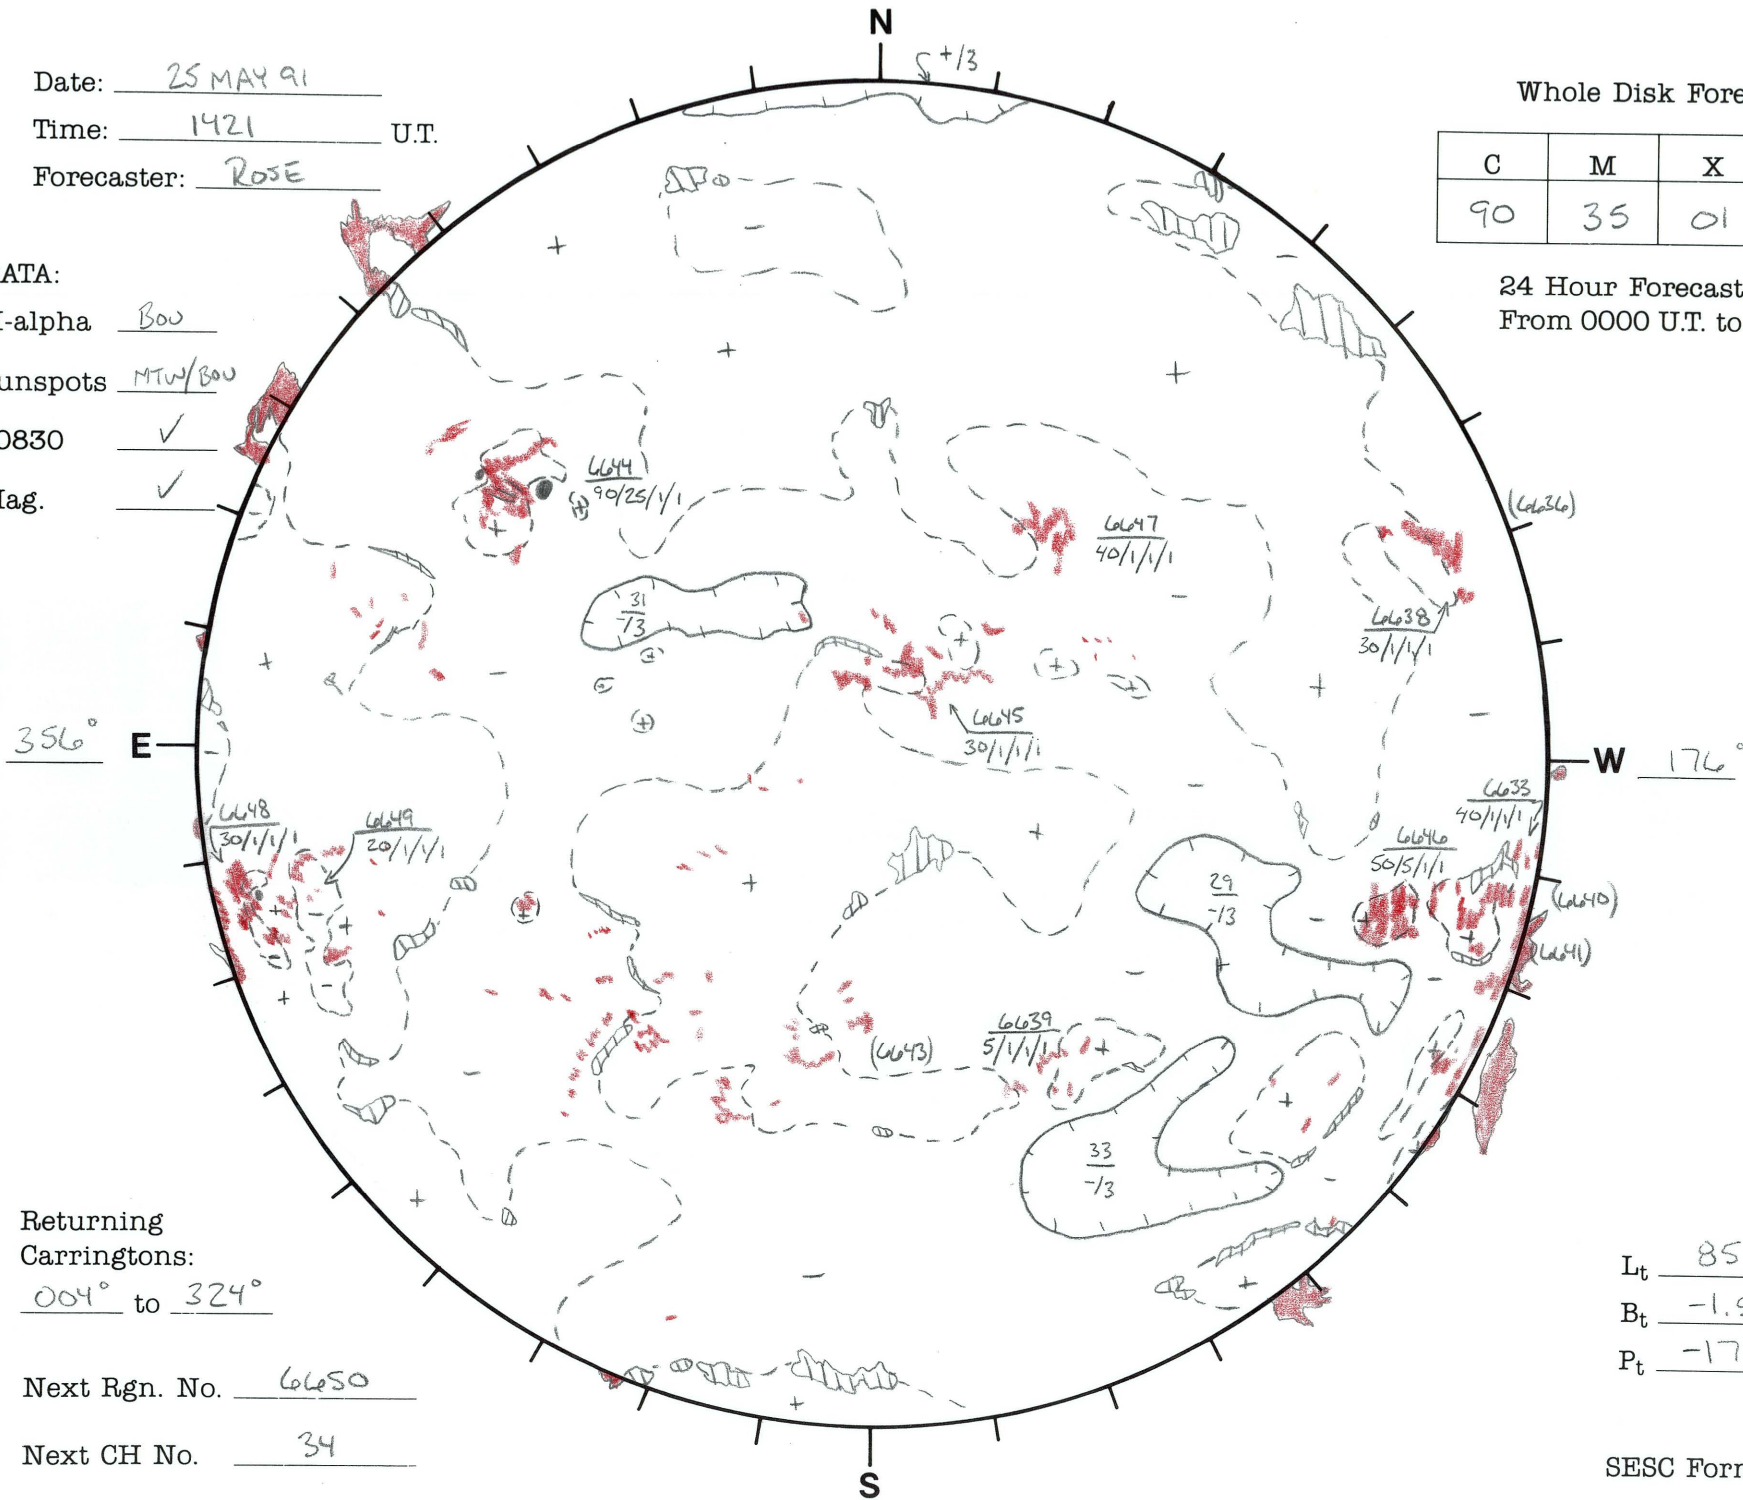 N
+/3
Date: 25 MAY 91
Time: 1421 U.T.
Forecaster: ROSE
Whole Disk Fore
C M X
90 35 01
24 Hour Forecast
From 0000 U.T. to
ATA:
I-alpha BOU
unspots MTW/BOU
0830 ✓
Mag. ✓
6644
90/25/1/1
6647
40/1/1/1
(6636)
6638
30/1/1/1
31
-/3
6645
30/1/1/1
356° E
W 176°
6648
30/1/1/1
6649
20/1/1/1
6633
40/1/1/1
6646
50/5/1/1
(6640)
(6641)
29
-/3
(6643)
6639
5/1/1/1
33
-/3
Returning
Carringtons:
004° to 324°
Next Rgn. No. 6650
Next CH No. 34
Lt 85
Bt -1.9
Pt -17
S
SESC Form